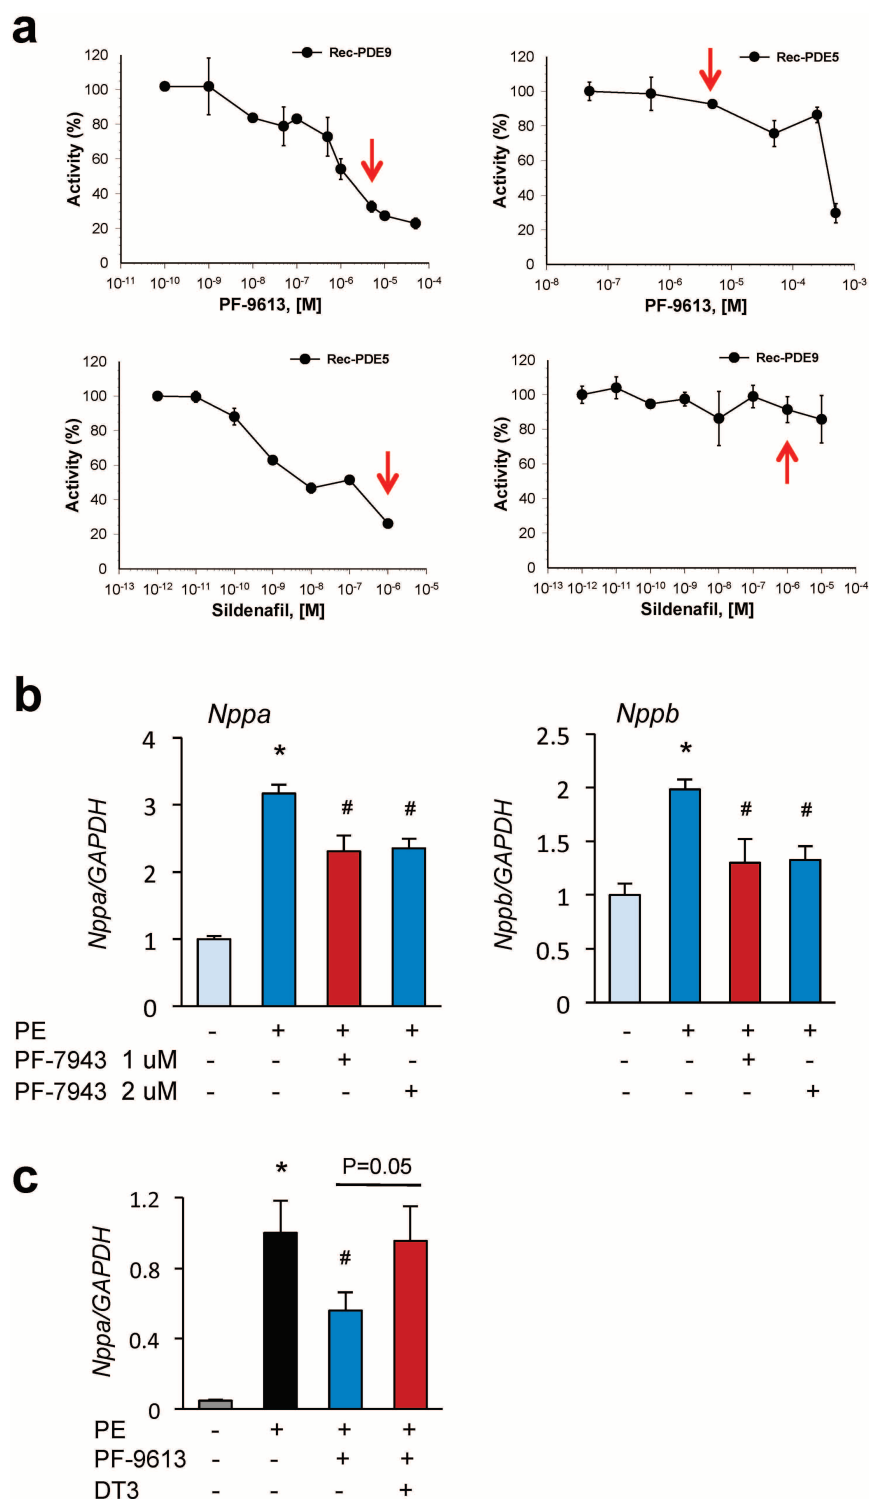 a
Rec-PDE9
Activity (%)
120
100
80
60
40
20
0
10-11 10-10 10-9 10-8 10-7 10-6 10-5 10-4
PF-9613, [M]
Rec-PDE5
Activity (%)
120
100
80
60
40
20
0
10-8 10-7 10-6 10-5 10-4 10-3
PF-9613, [M]
Rec-PDE5
Activity (%)
120
100
80
60
40
20
0
10-13 10-12 10-11 10-10 10-9 10-8 10-7 10-6 10-5
Sildenafil, [M]
Rec-PDE9
Activity (%)
120
100
80
60
40
20
0
10-13 10-12 10-11 10-10 10-9 10-8 10-7 10-6 10-5 10-4
Sildenafil, [M]
b
Nppa
Nppa/GAPDH
4
3
2
1
0
* # #
Nppb
Nppb/GAPDH
2.5
2
1.5
1
0.5
0
* # #
PE - + + + - + + +
PF-7943 1 uM - - + - - - + -
PF-7943 2 uM - - - + - - - +
c
P=0.05
Nppa/GAPDH
1.2
0.8
0.4
0
* #
PE - + + +
PF-9613 - - + +
DT3 - - - +